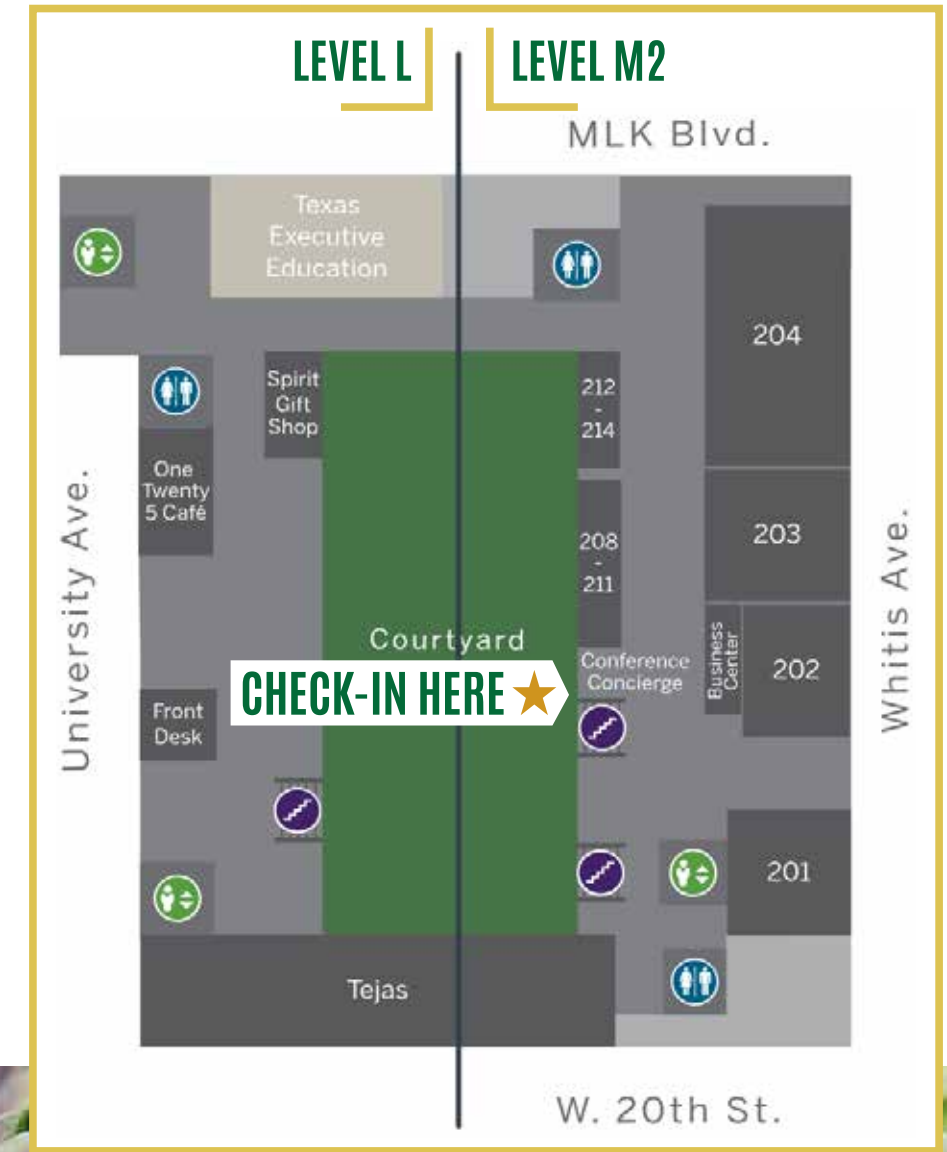 LEVEL L
LEVEL M2
MLK Blvd.
Texas
Executive
Education
204
Spirit
Gift
Shop
212
-
214
One
Twenty
5 Café
University Ave.
208
-
211
203
Whitis Ave.
Courtyard
Conference
Concierge
Business
Center
202
CHECK-IN HERE
Front
Desk
201
Tejas
W. 20th St.